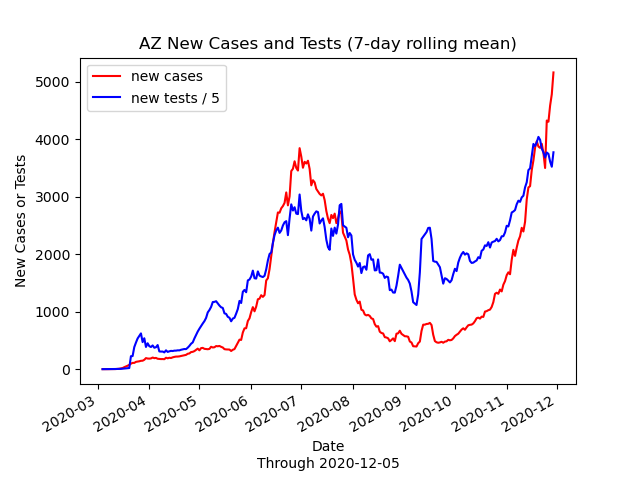 AZ New Cases and Tests (7-day rolling mean)
new cases
new tests / 5
New Cases or Tests
5000
4000
3000
2000
1000
0
2020-03
2020-04
2020-05
2020-06
2020-07
2020-08
2020-09
2020-10
2020-11
2020-12
Date
Through 2020-12-05